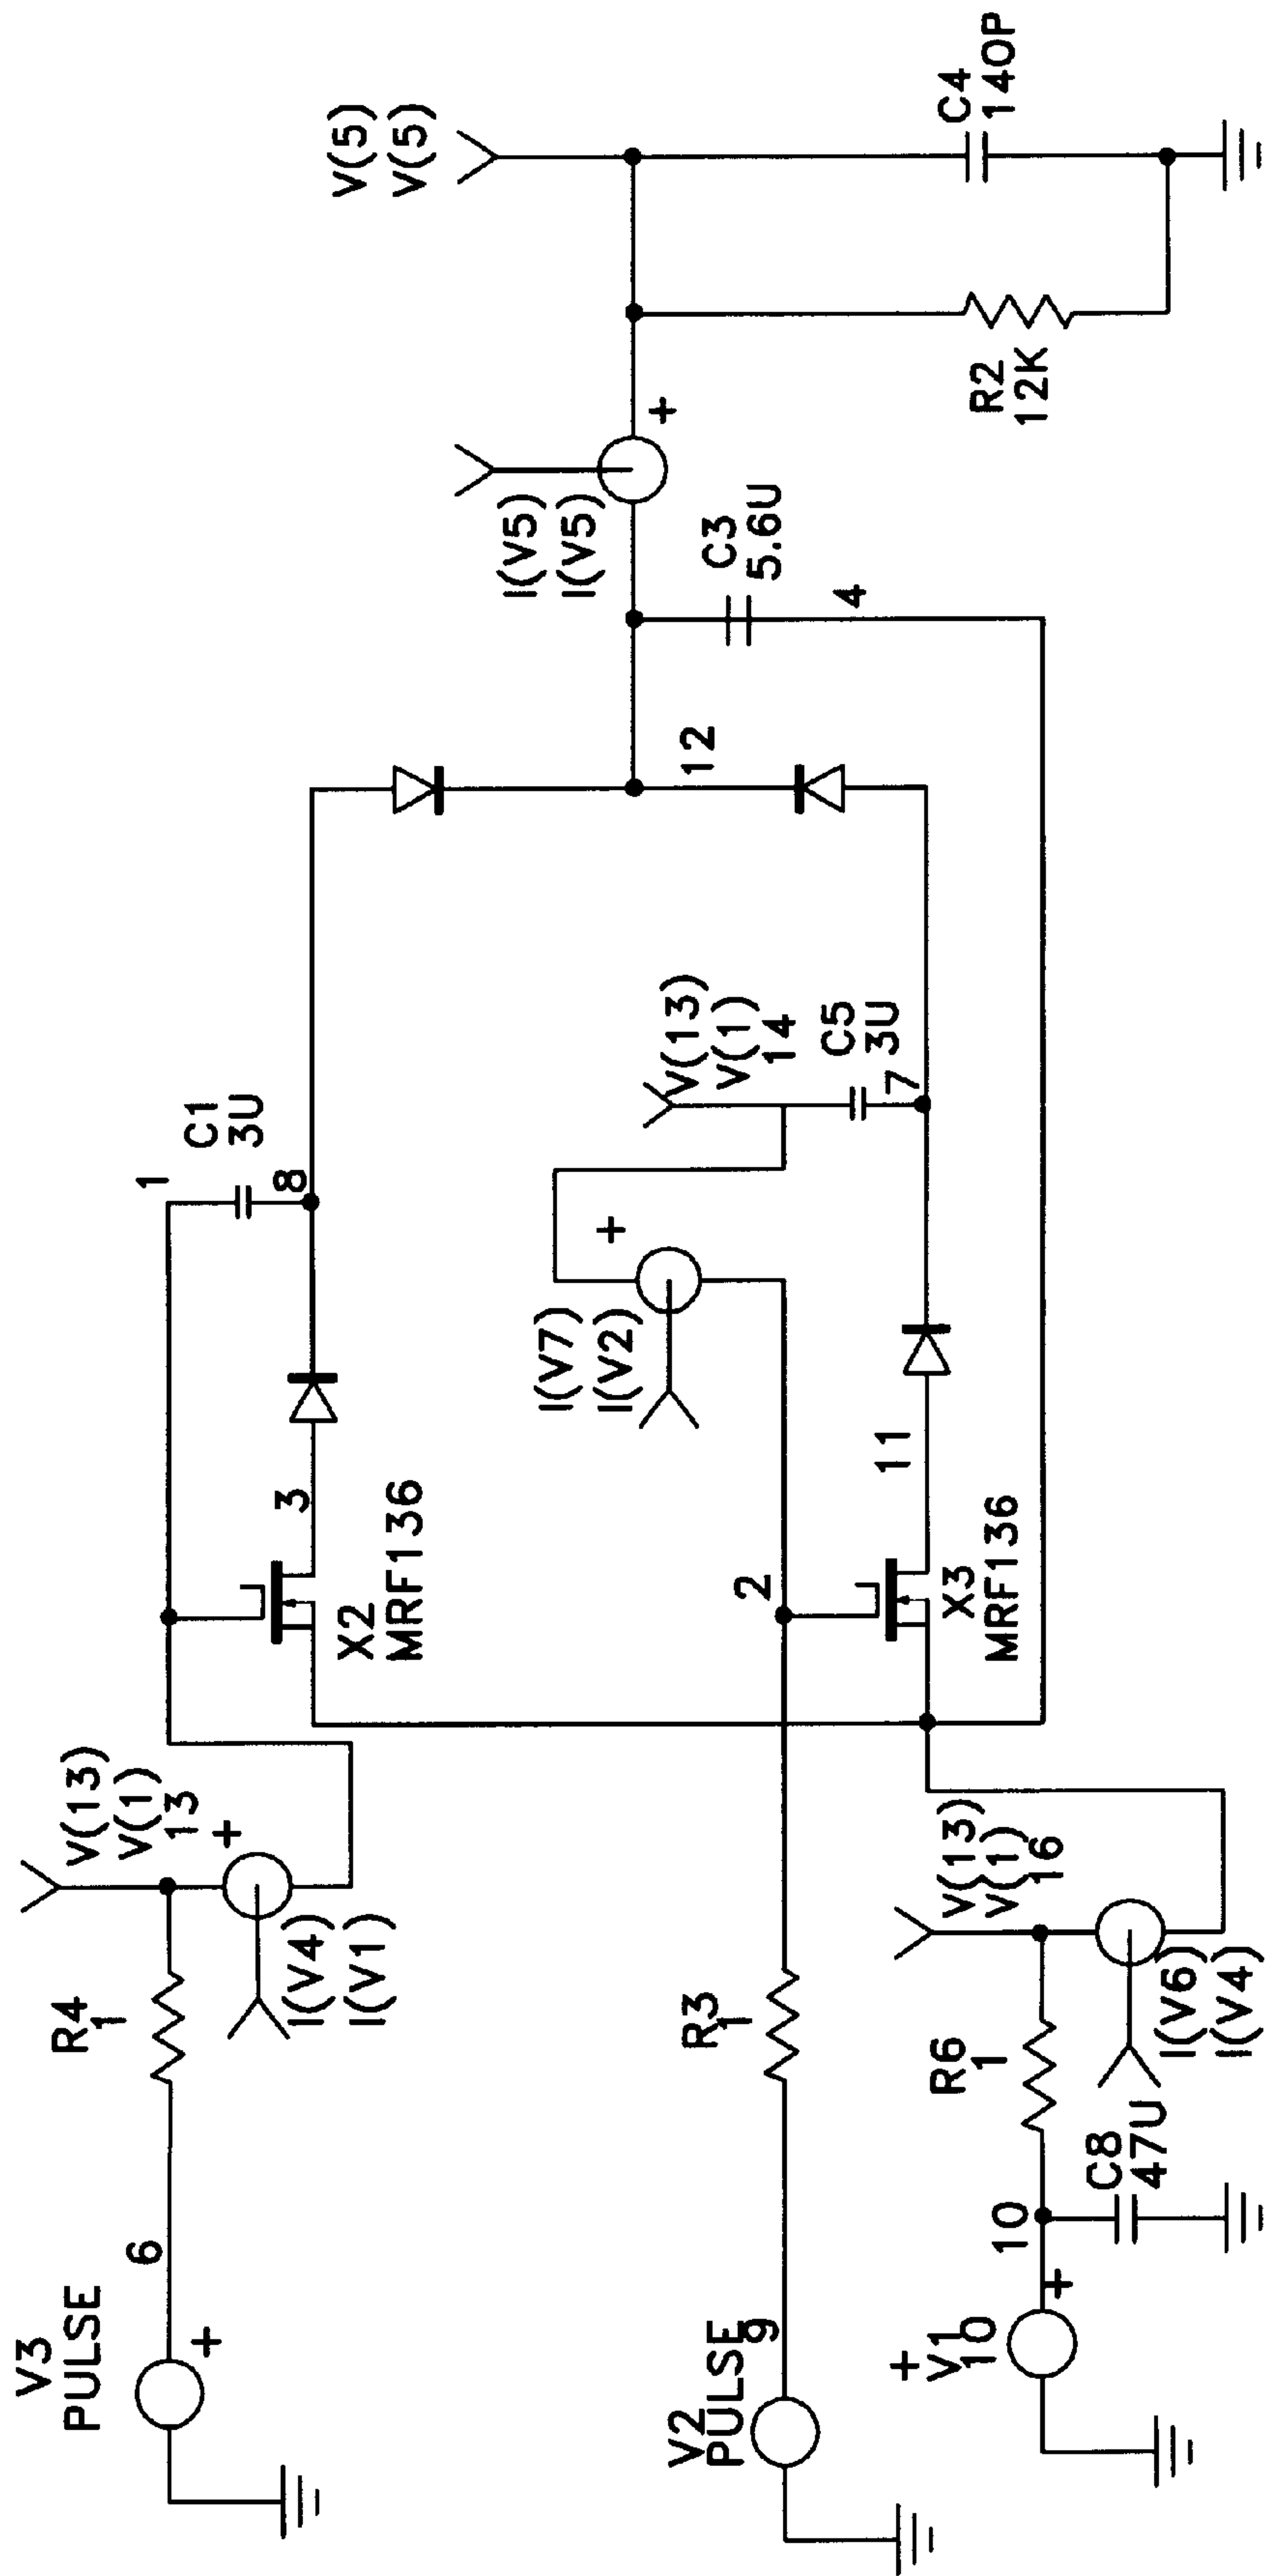 V3
PULSE
6
R4
1
V(13)
V(1)
13
+
+
I(V4)
I(V1)
1
C1
3U
8
3
X2
MRF136
V2
PULSE
9
R3
1
2
I(V7)
I(V2)
+
V(13)
V(1)
14
C5
3U
7
11
X3
MRF136
12
+
V1
10
+
10
C8
47U
R6
1
V(13)
V(1)
16
I(V6)
I(V4)
4
C3
5.6U
I(V5)
I(V5)
+
V(5)
V(5)
R2
12K
C4
140P